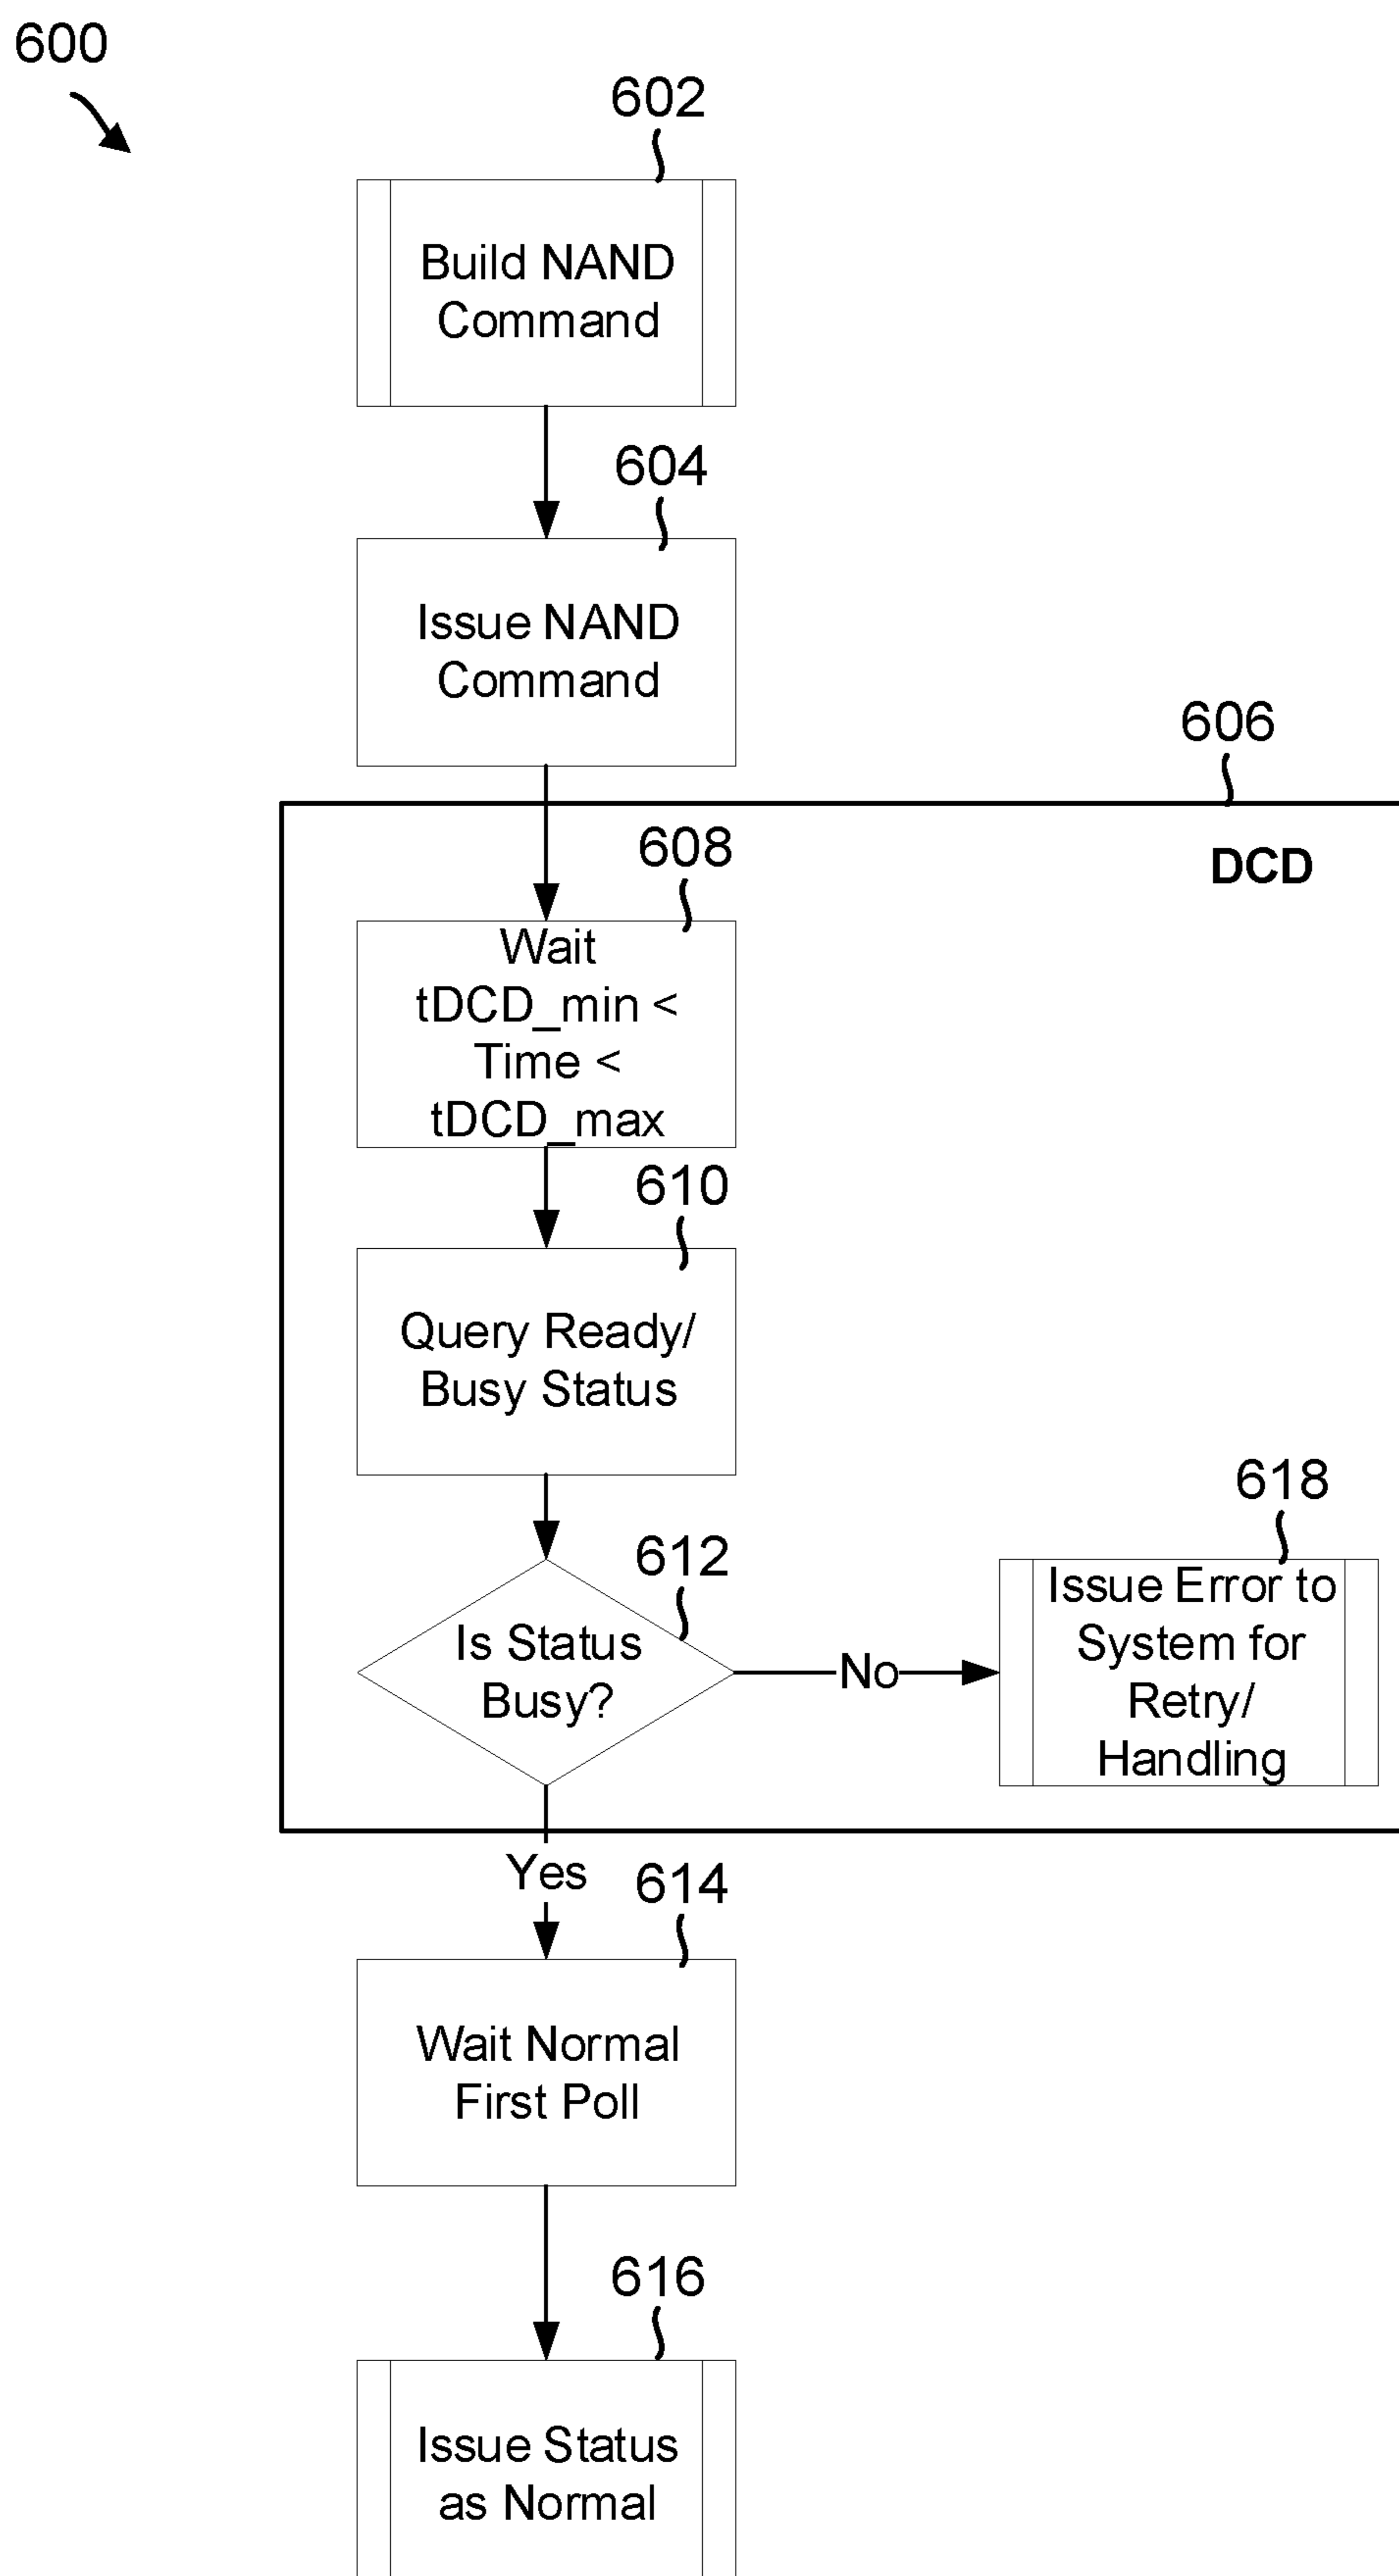 600
602
Build NAND
Command
604
Issue NAND
Command
606
DCD
608
Wait
tDCD_min <
Time <
tDCD_max
610
Query Ready/
Busy Status
612
Is Status
Busy?
No
618
Issue Error to
System for
Retry/
Handling
Yes
614
Wait Normal
First Poll
616
Issue Status
as Normal